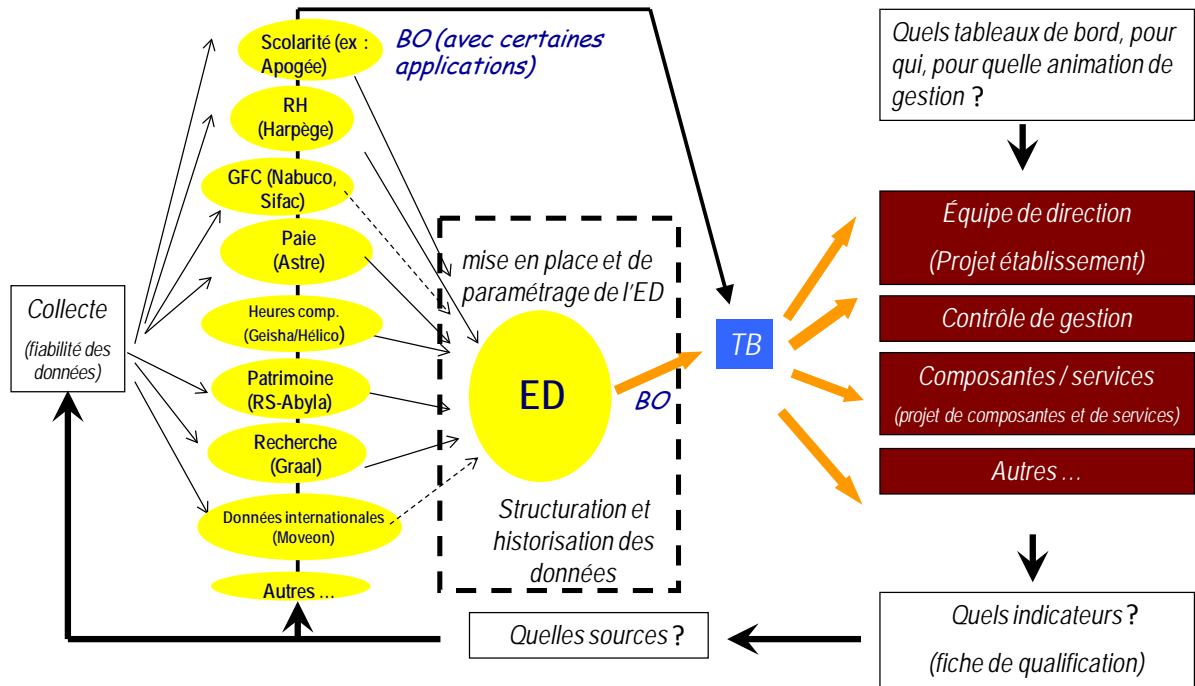 Scolarité (ex :
Apogée)
BO (avec certaines
applications)
Quels tableaux de bord, pour
qui, pour quelle animation de
gestion ?
RH
(Harpège)
GFC (Nabuco,
Sifac)
Paie
(Astre)
Heures comp.
(Geisha/Hélico)
Patrimoine
(RS-Abyla)
Recherche
(Graal)
Données internationales
(Moveon)
Autres ...
Collecte
(fiabilité des
données)
mise en place et de
paramétrage de l'ED
ED
BO
Structuration et
historisation des
données
TB
Équipe de direction
(Projet établissement)
Contrôle de gestion
Composantes / services
(projet de composantes et de services)
Autres ...
Quelles sources ?
Quels indicateurs ?
(fiche de qualification)